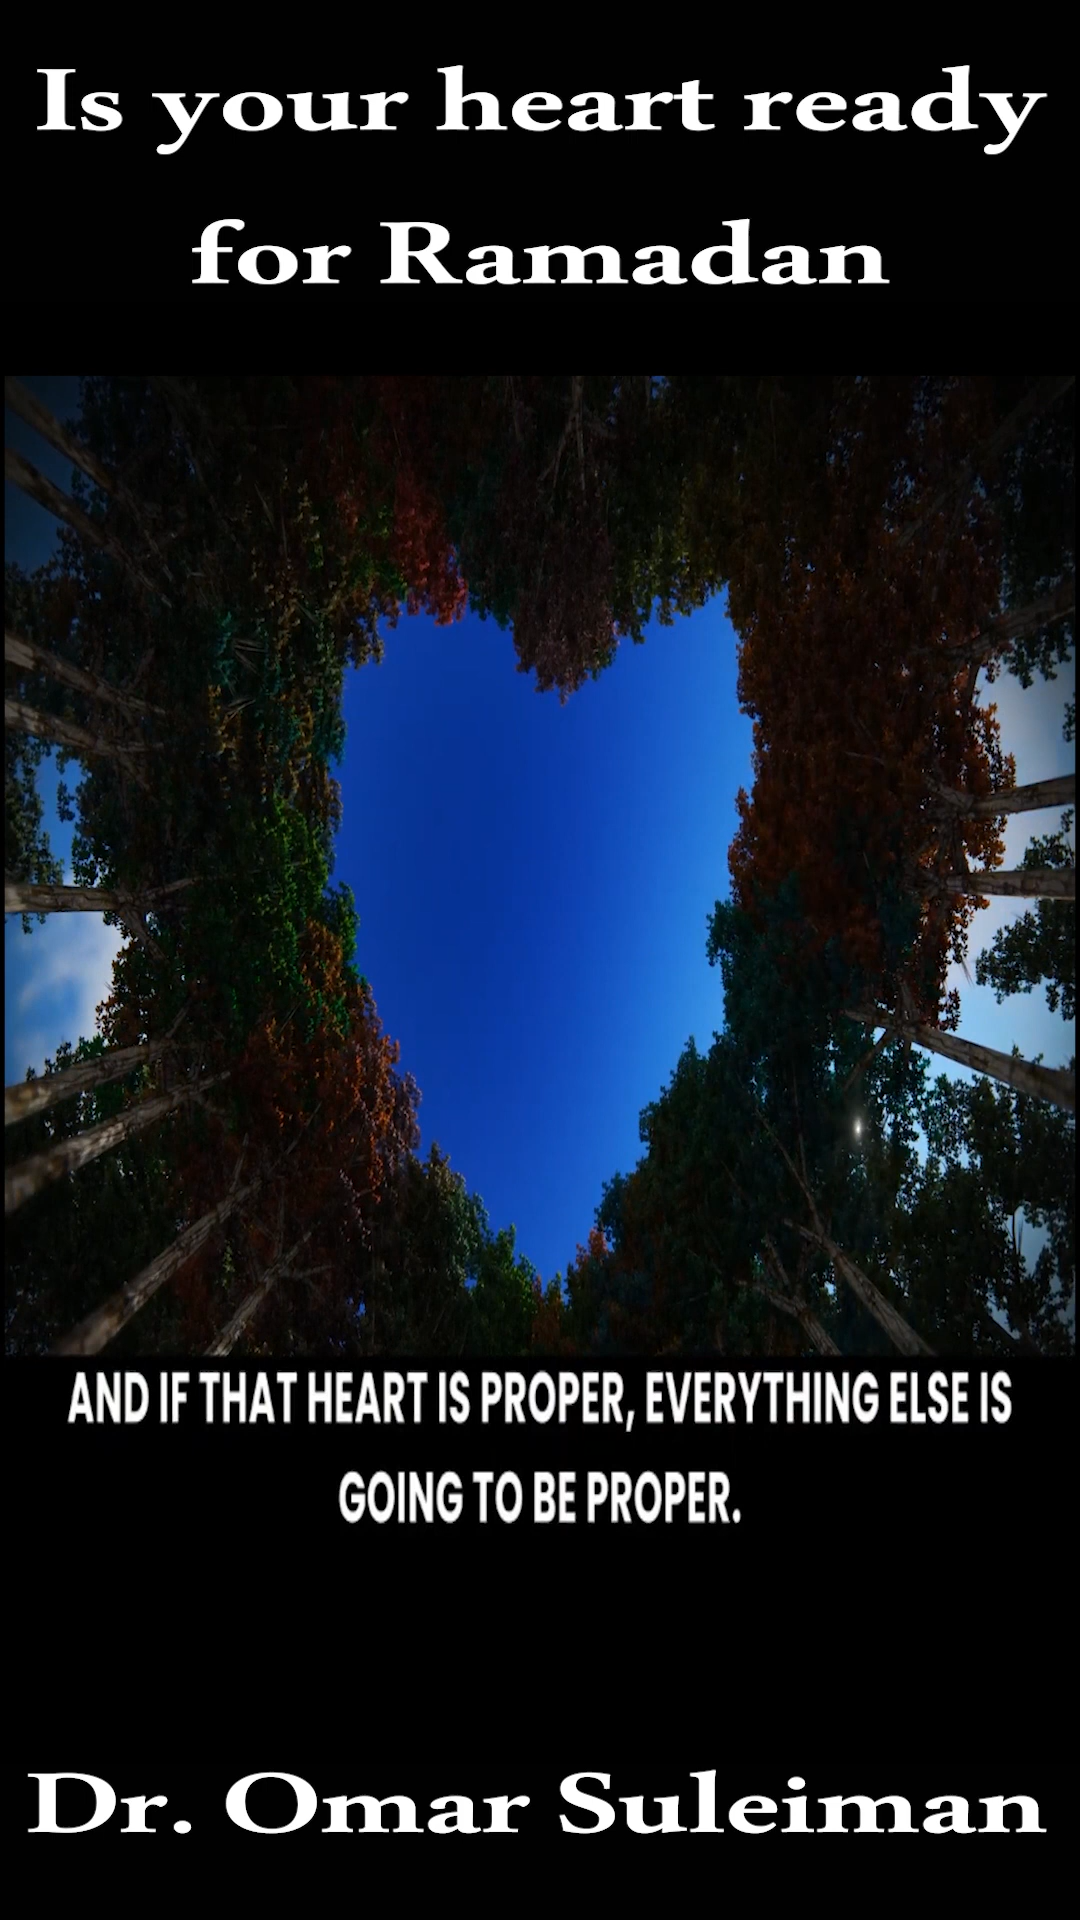 Is your heart ready
for Ramadan
AND IF THAT HEART IS PROPER, EVERYTHING ELSE IS
GOING TO BE PROPER.
Dr. Omar Suleiman